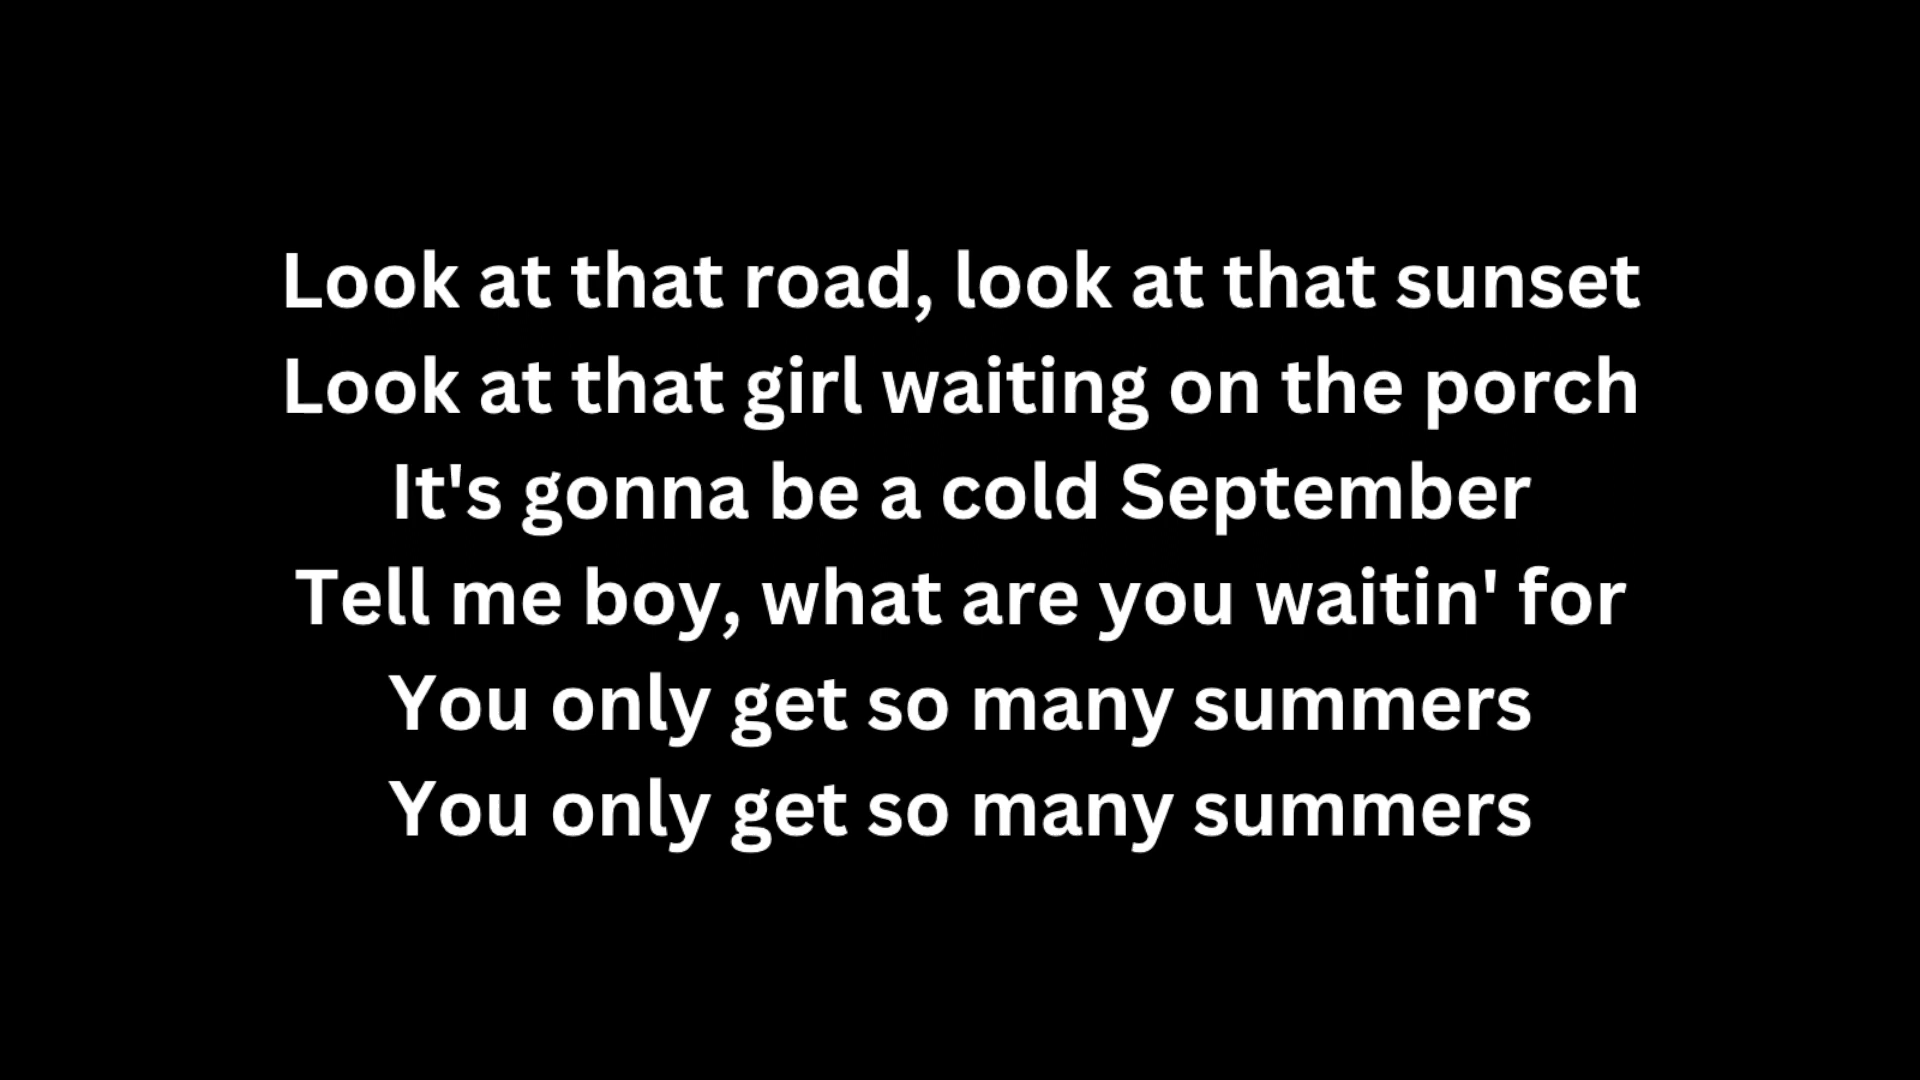 Look at that road, look at that sunset
Look at that girl waiting on the porch
It's gonna be a cold September
Tell me boy, what are you waitin' for
You only get so many summers
You only get so many summers